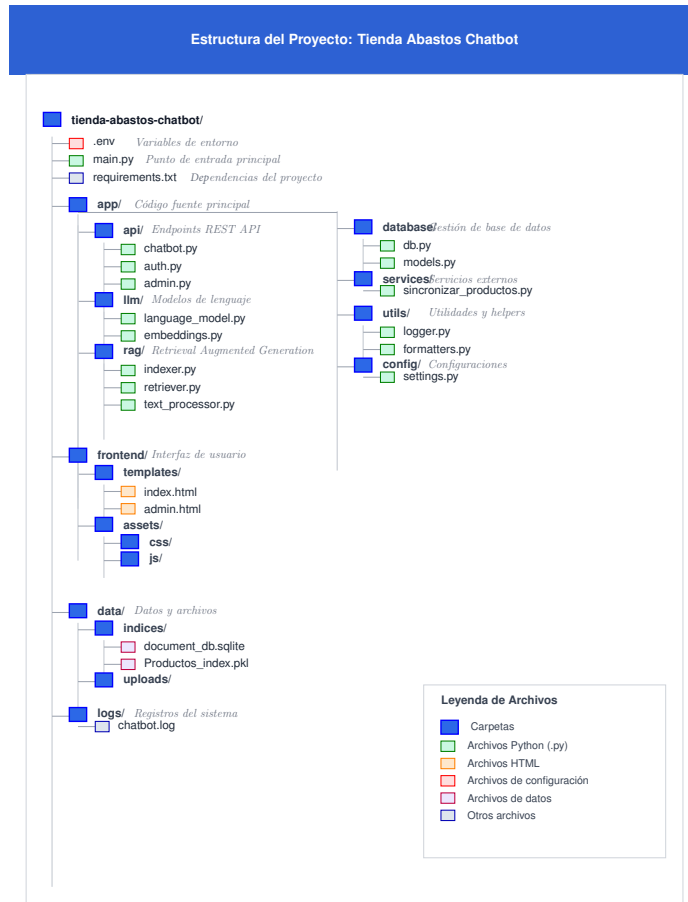 Estructura del Proyecto: Tienda Abastos Chatbot
tienda-abastos-chatbot/
.env Variables de entorno
main.py Punto de entrada principal
requirements.txt Dependencias del proyecto
app/ Código fuente principal
api/ Endpoints REST API
chatbot.py
auth.py
admin.py
llm/ Modelos de lenguaje
language_model.py
embeddings.py
rag/ Retrieval Augmented Generation
indexer.py
retriever.py
text_processor.py
database/ Gestión de base de datos
db.py
models.py
services/ Servicios externos
sincronizar_productos.py
utils/ Utilidades y helpers
logger.py
formatters.py
config/ Configuraciones
settings.py
frontend/ Interfaz de usuario
templates/
index.html
admin.html
assets/
css/
js/
data/ Datos y archivos
indices/
document_db.sqlite
Productos_index.pkl
uploads/
logs/ Registros del sistema
chatbot.log
Leyenda de Archivos
Carpetas
Archivos Python (.py)
Archivos HTML
Archivos de configuración
Archivos de datos
Otros archivos